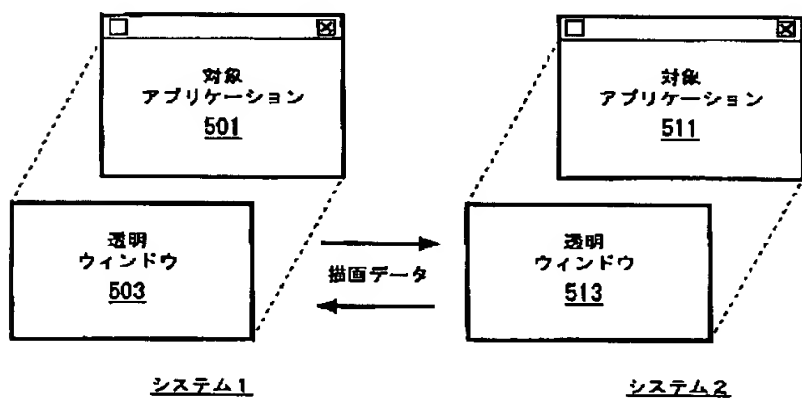 対象
アプリケーション
501
対象
アプリケーション
511
透明
ウィンドウ
503
描画データ
透明
ウィンドウ
513
システム1
システム2